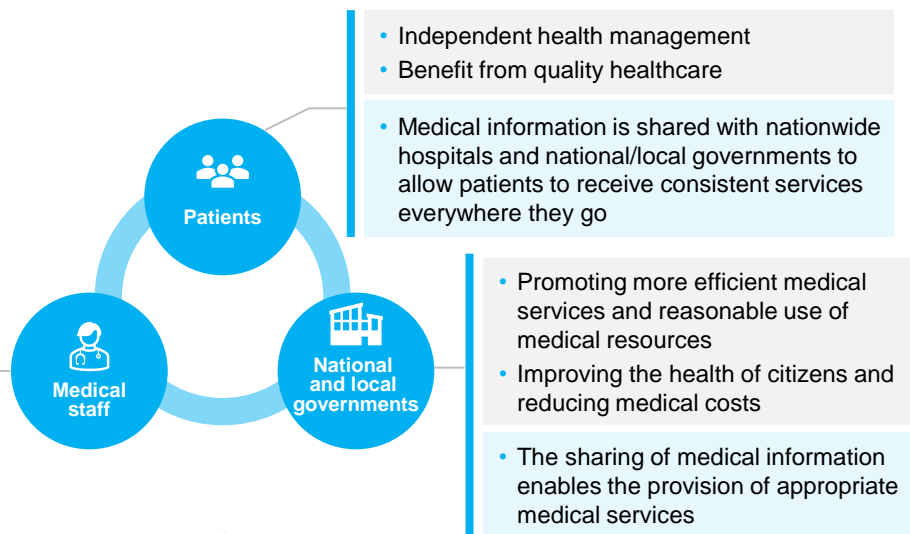 • Independent health management
• Benefit from quality healthcare
• Medical information is shared with nationwide
hospitals and national/local governments to
allow patients to receive consistent services
everywhere they go
Patients
• Promoting more efficient medical
services and reasonable use of
medical resources
• Improving the health of citizens and
reducing medical costs
• The sharing of medical information
enables the provision of appropriate
medical services
National
and local
governments
Medical
staff